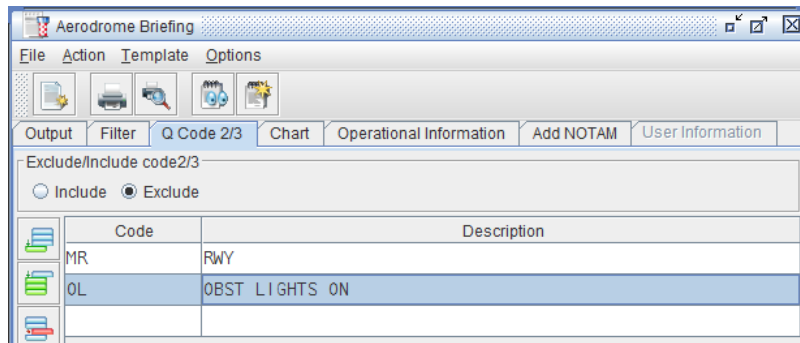 Aerodrome Briefing
File Action Template Options
Output Filter Q Code 2/3 Chart Operational Information Add NOTAM User Information
Exclude/Include code2/3
Include Exclude
Code Description
MR RWY
OL OBST LIGHTS ON